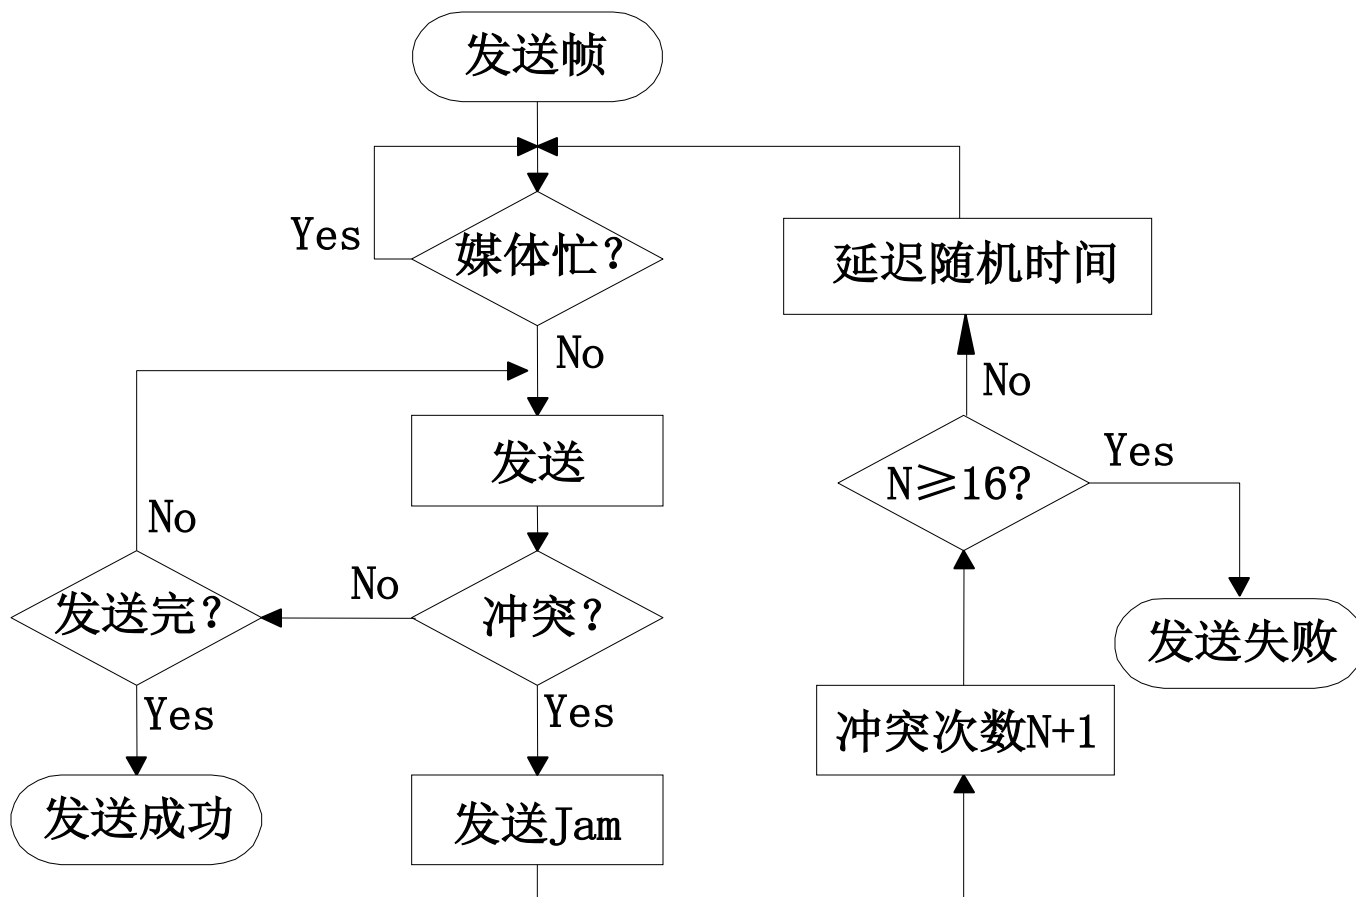 发送帧
Yes
媒体忙？
延迟随机时间
No
No
发送
N≥16?
Yes
No
No
发送完？
冲突？
发送失败
Yes
Yes
冲突次数N+1
发送成功
发送Jam